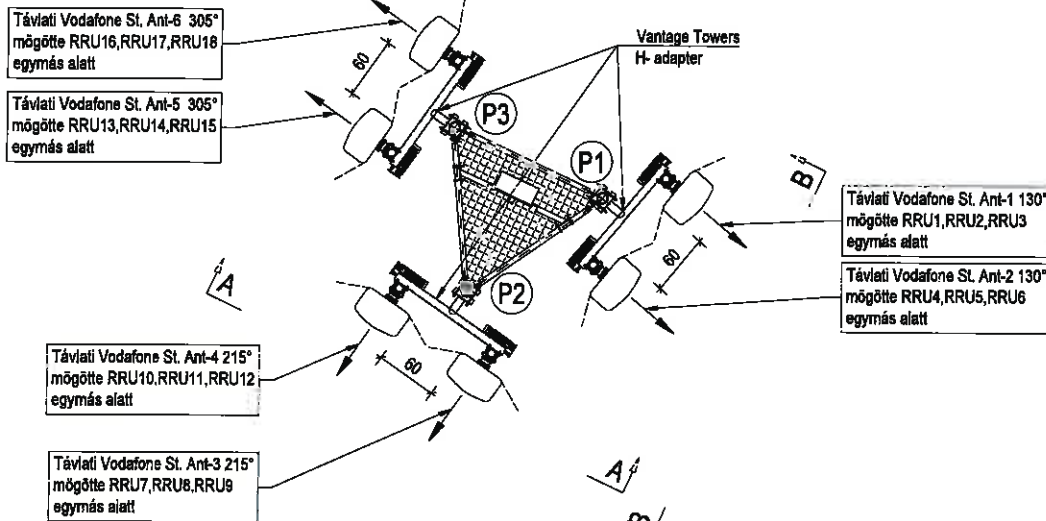 Távlati Vodafone St. Ant-6 305°
mögötte RRU16,RRU17,RRU18
egymás alatt
Távlati Vodafone St. Ant-5 305°
mögötte RRU13,RRU14,RRU15
egymás alatt
Vantage Towers
H- adapter
60
P3
P1
B
Távlati Vodafone St. Ant-1 130°
mögötte RRU1,RRU2,RRU3
egymás alatt
60
Távlati Vodafone St. Ant-2 130°
mögötte RRU4,RRU5,RRU6
egymás alatt
A
P2
Távlati Vodafone St. Ant-4 215°
mögötte RRU10,RRU11,RRU12
egymás alatt
60
Távlati Vodafone St. Ant-3 215°
mögötte RRU7,RRU8,RRU9
egymás alatt
A